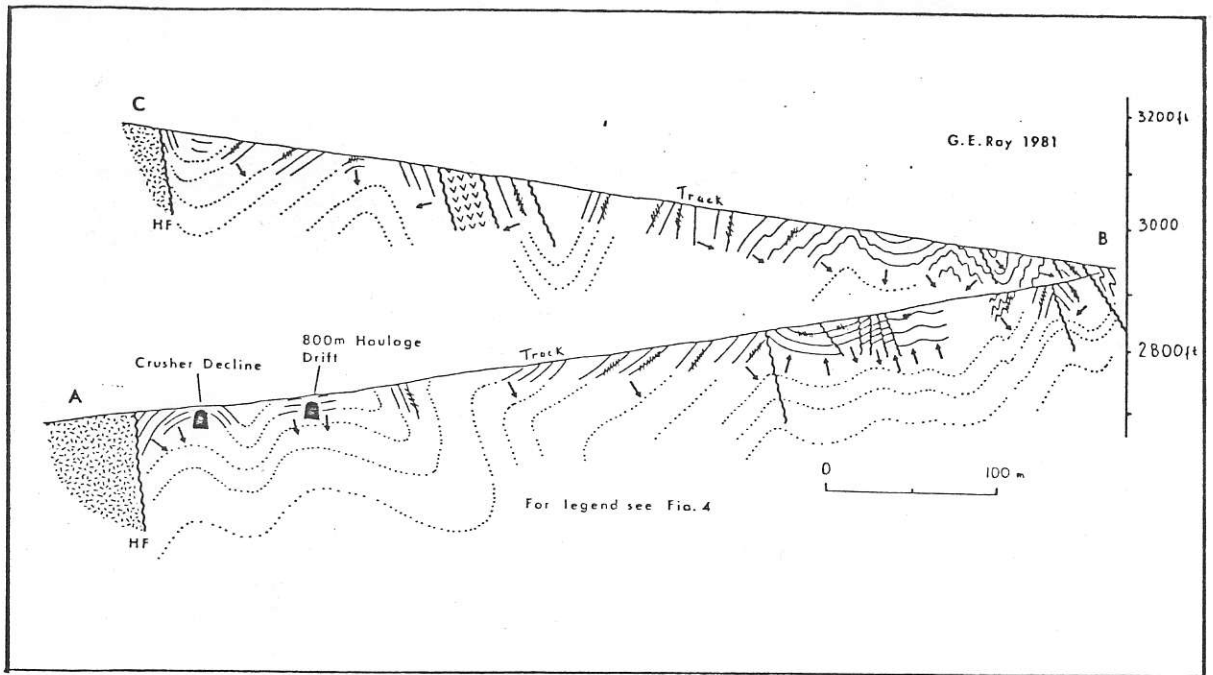 C
3200ft
G.E. Ray 1981
Track
HF
3000
B
800m Haulage
Drift
Crusher Decline
Track
2800ft
A
0 100 m
For legend see Fig. 4
HF